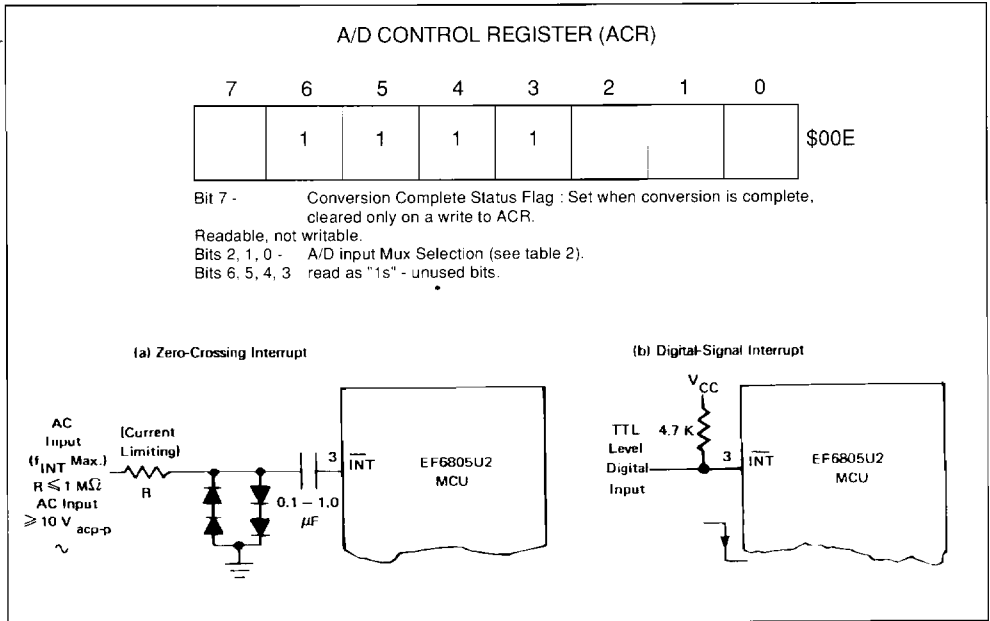 A/D CONTROL REGISTER (ACR)
7 6 5 4 3 2 1 0
1 1 1 1 $00E
Bit 7 - Conversion Complete Status Flag : Set when conversion is complete,
cleared only on a write to ACR.
Readable, not writable.
Bits 2, 1, 0 - A/D input Mux Selection (see table 2).
Bits 6, 5, 4, 3 read as "1s" - unused bits.
(a) Zero-Crossing Interrupt
AC
Input
(fINT Max.)
R ≤ 1 MΩ
AC Input
≥ 10 V acp-p
∼
(Current
Limiting)
R
0.1 – 1.0
μF
3
INT
EF6805U2
MCU
(b) Digital-Signal Interrupt
VCC
4.7 K
TTL
Level
Digital
Input
3
INT
EF6805U2
MCU